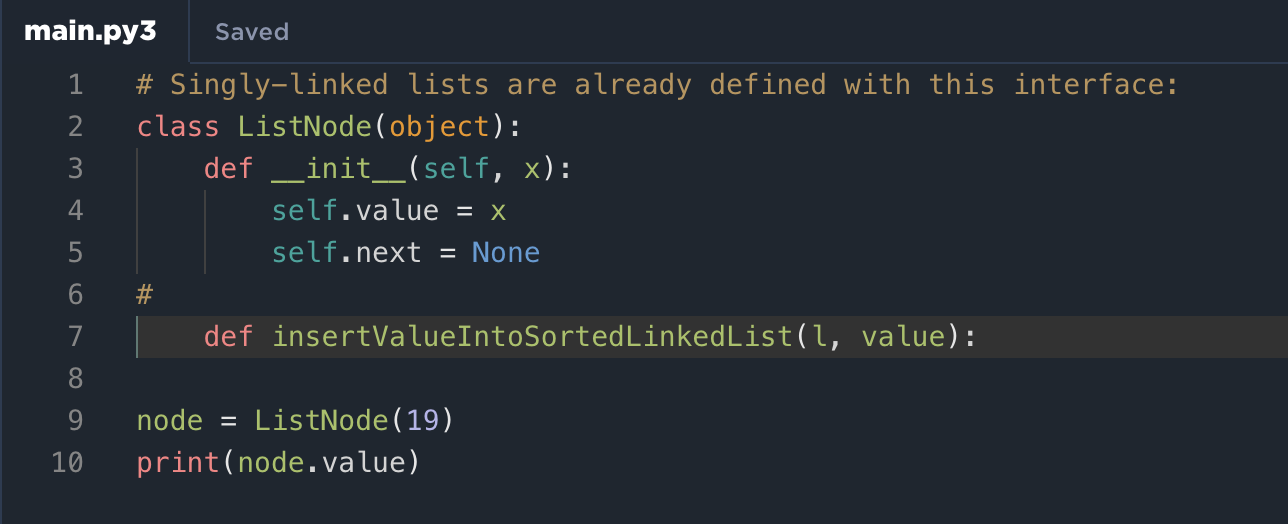 main.py3 Saved
1 # Singly-linked lists are already defined with this interface:
2 class ListNode(object):
3     def __init__(self, x):
4         self.value = x
5         self.next = None
6 #
7     def insertValueIntoSortedLinkedList(l, value):
8
9 node = ListNode(19)
10 print(node.value)